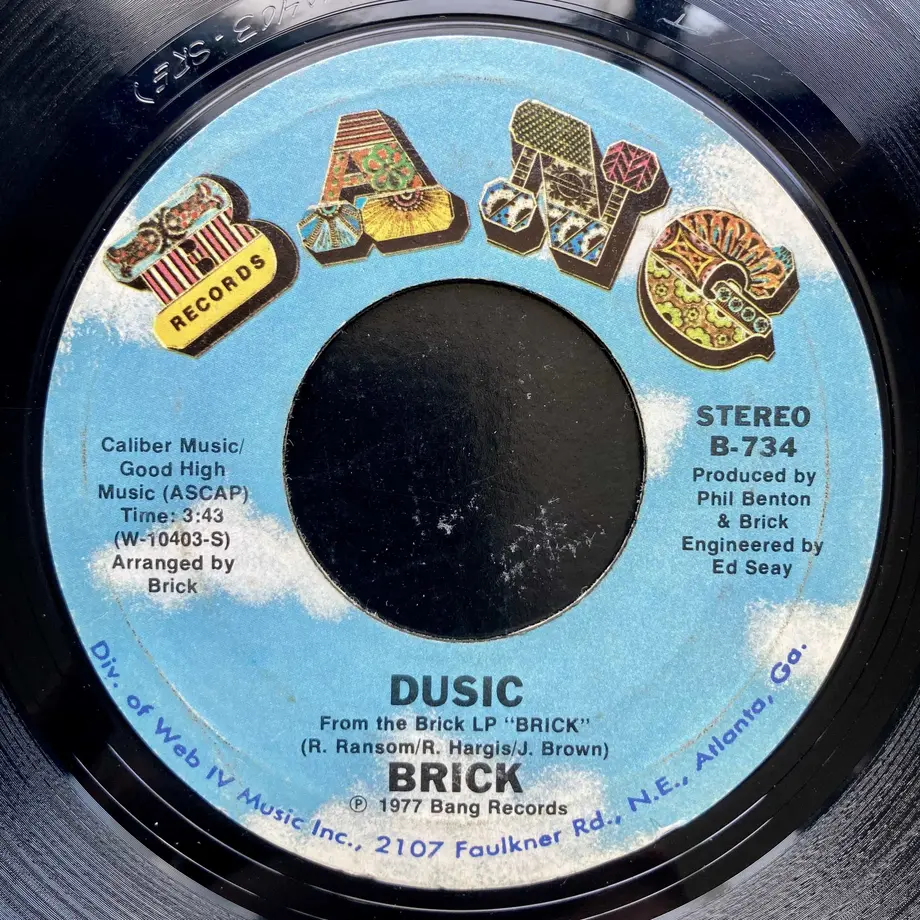 BANG
RECORDS
Caliber Music/
Good High
Music (ASCAP)
Time: 3:43
(W-10403-S)
Arranged by
Brick
STEREO
B-734
Produced by
Phil Benton
& Brick
Engineered by
Ed Seay
DUSIC
From the Brick LP "BRICK"
(R. Ransom/R. Hargis/J. Brown)
BRICK
℗ 1977 Bang Records
Div. of Web IV Music Inc., 2107 Faulkner Rd., N.E., Atlanta, Ga.